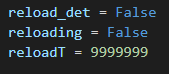 reload_det = False
reloading = False
reloadT = 9999999